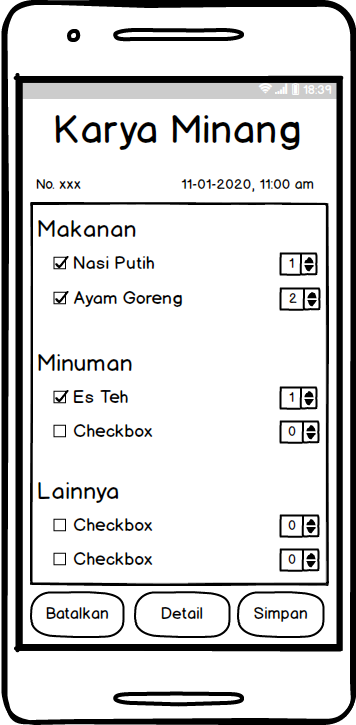 18:39
Karya Minang
No. xxx 11-01-2020, 11:00 am
Makanan
Nasi Putih 1
Ayam Goreng 2
Minuman
Es Teh 1
Checkbox 0
Lainnya
Checkbox 0
Checkbox 0
Batalkan Detail Simpan